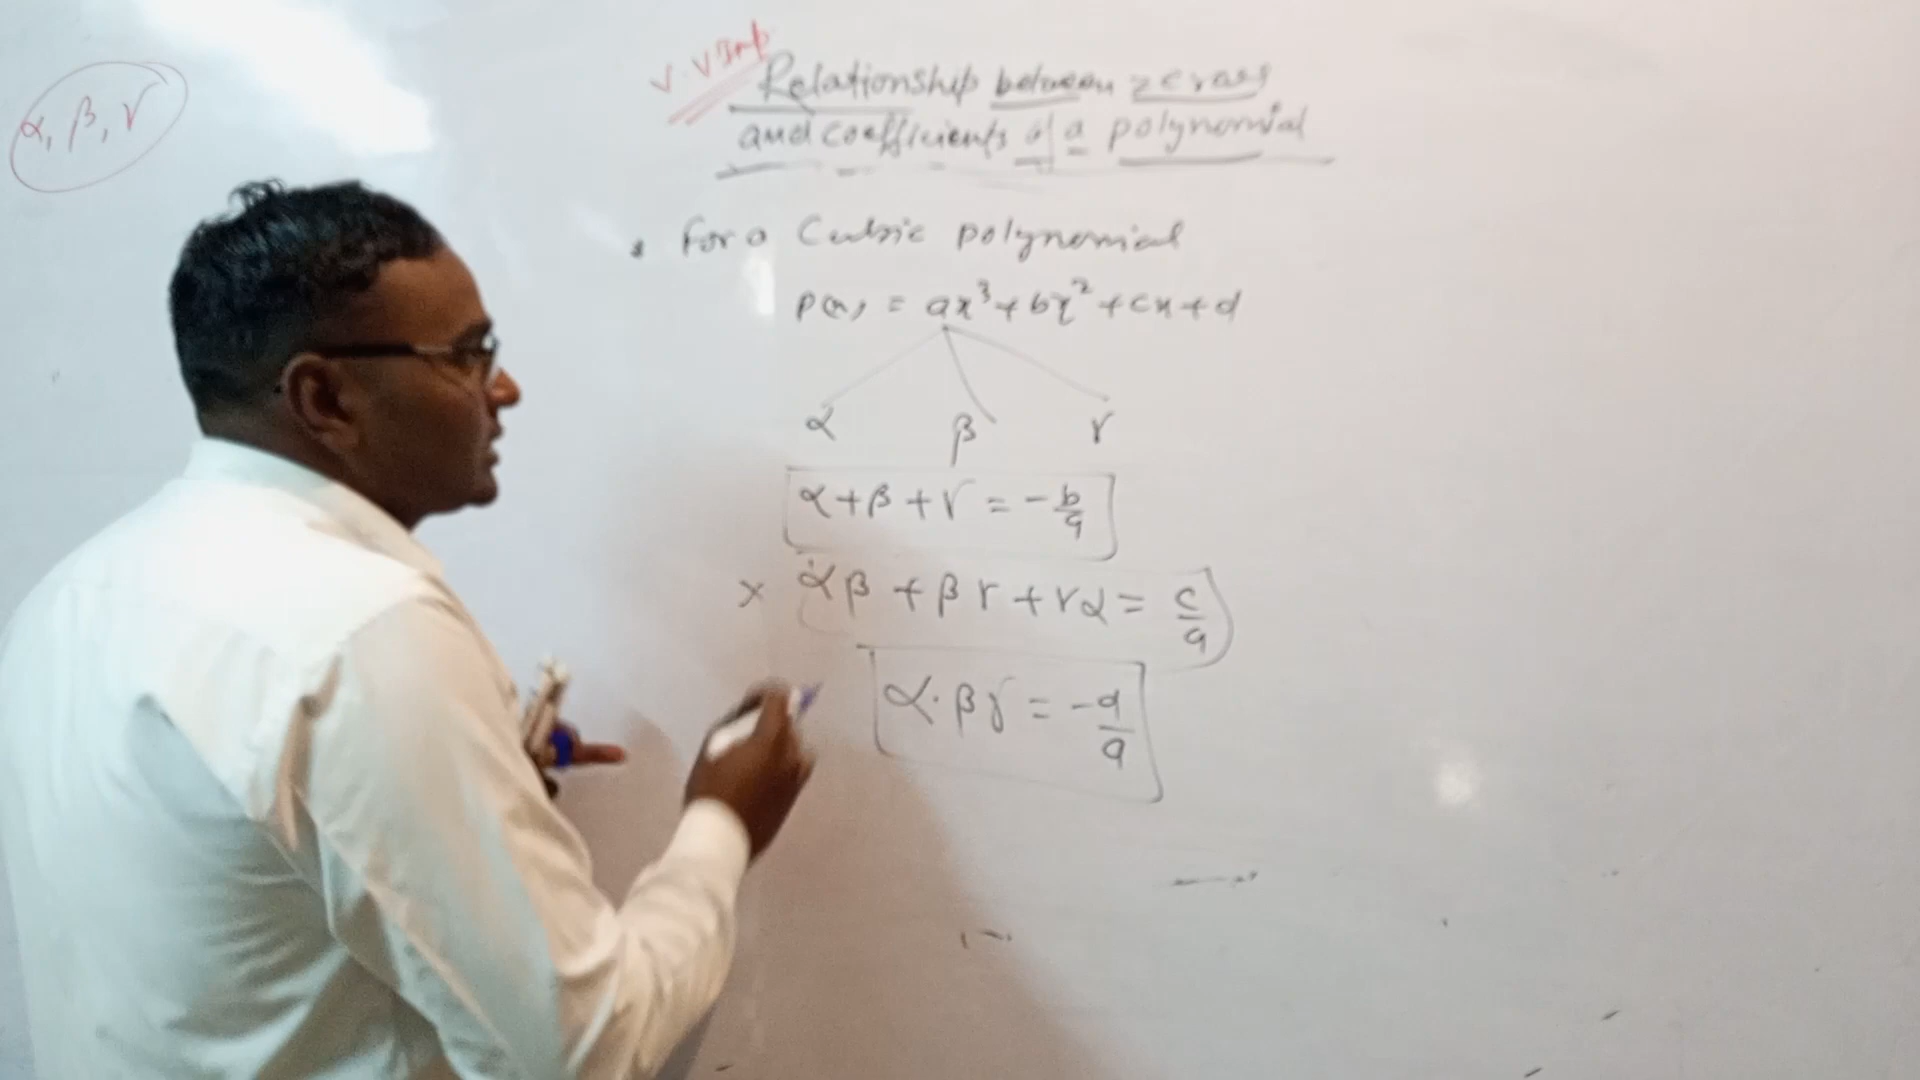 α, β, γ
V.V Imp
Relationship between zeroes
and coefficients of a polynomial
For a Cubic polynomial
p(x) = ax³+bx²+cx+d
α β γ
α+β+γ = -b/a
× αβ + βγ + γα = c/a
α·βγ = -d/a